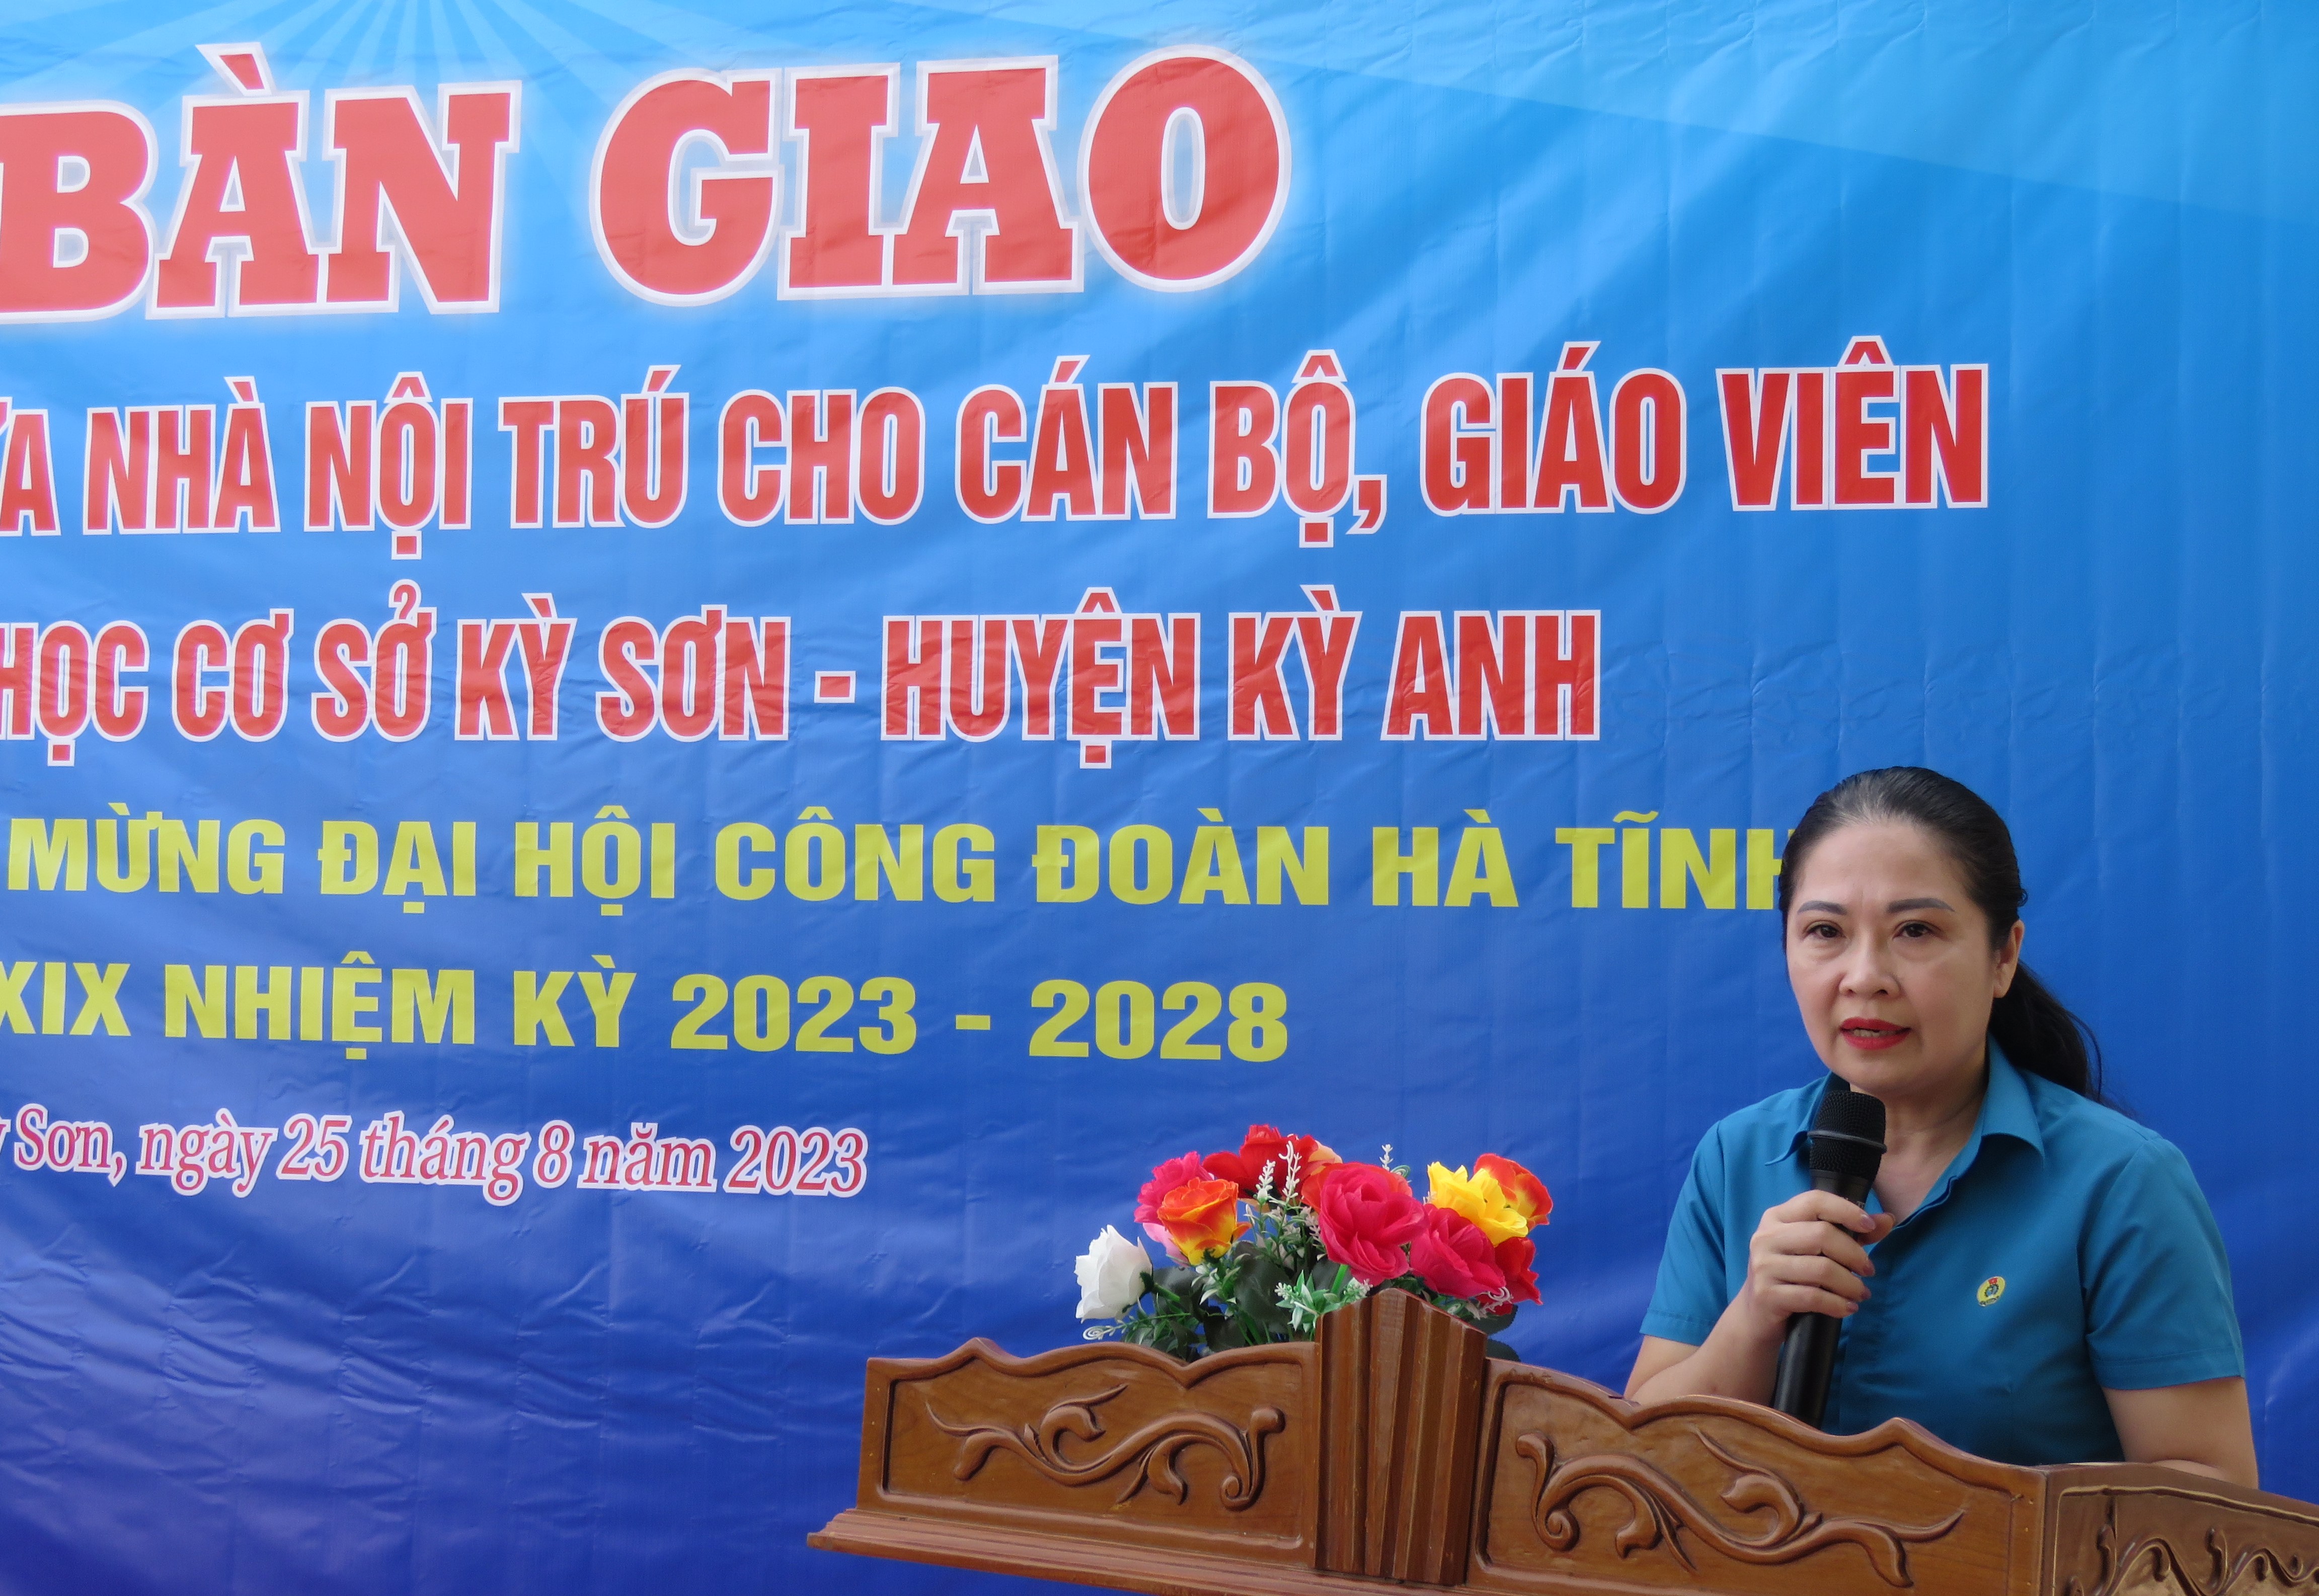 BÀN GIAO
NHÀ NỘI TRÚ CHO CÁN BỘ, GIÁO VIÊN
HỌC CƠ SỞ KỲ SƠN - HUYỆN KỲ ANH
MỪNG ĐẠI HỘI CÔNG ĐOÀN HÀ TĨNH
XIX NHIỆM KỲ 2023 - 2028
Sơn, ngày 25 tháng 8 năm 2023